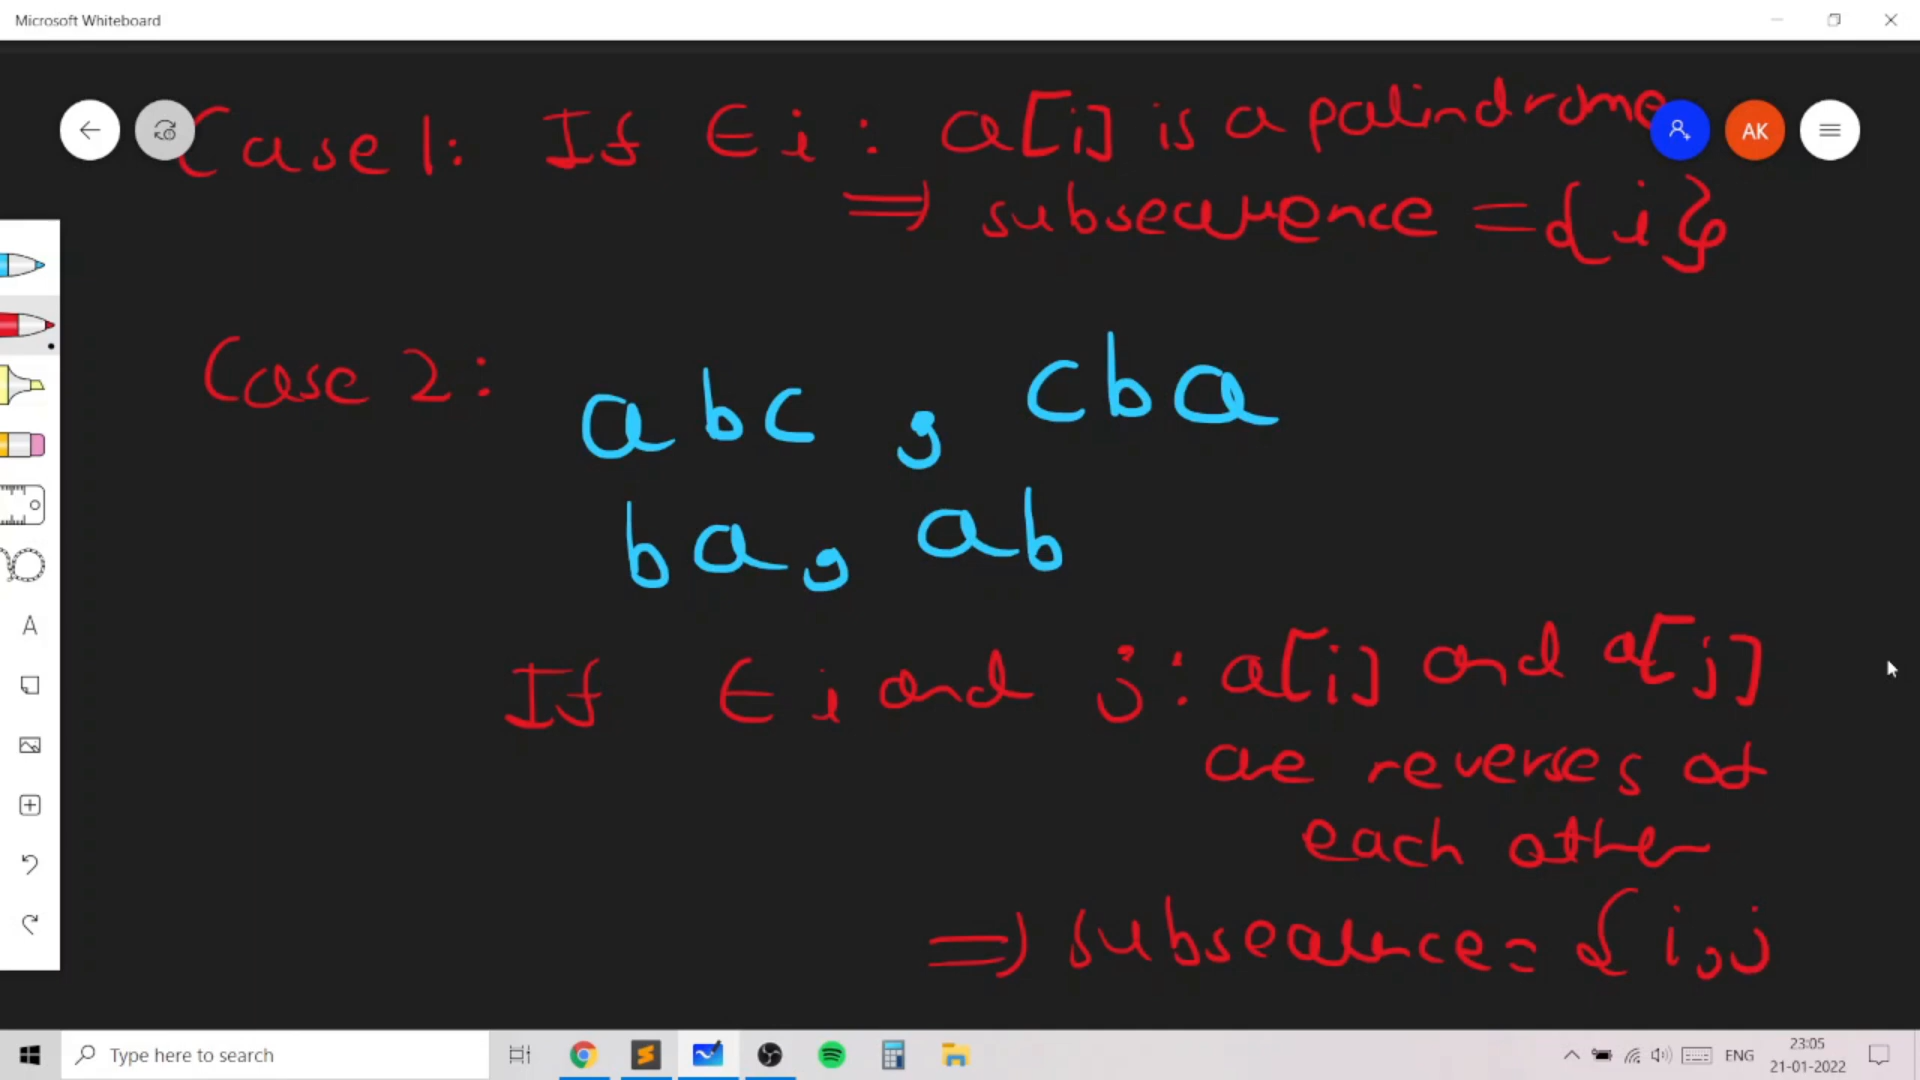 Microsoft Whiteboard
Case 1: If ∈ i : a[i] is a palindrome
AK
=> subsequence = {i}
Case 2: abc, cba
ba, ab
If ∈ i and j : a[i] and a[j]
are reverses of
each other
=> subsequence = { i, j
A
Type here to search
ENG
23:05
21-01-2022